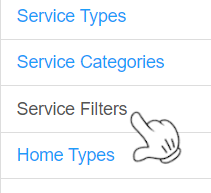 Service Types
Service Categories
Service Filters
Home Types